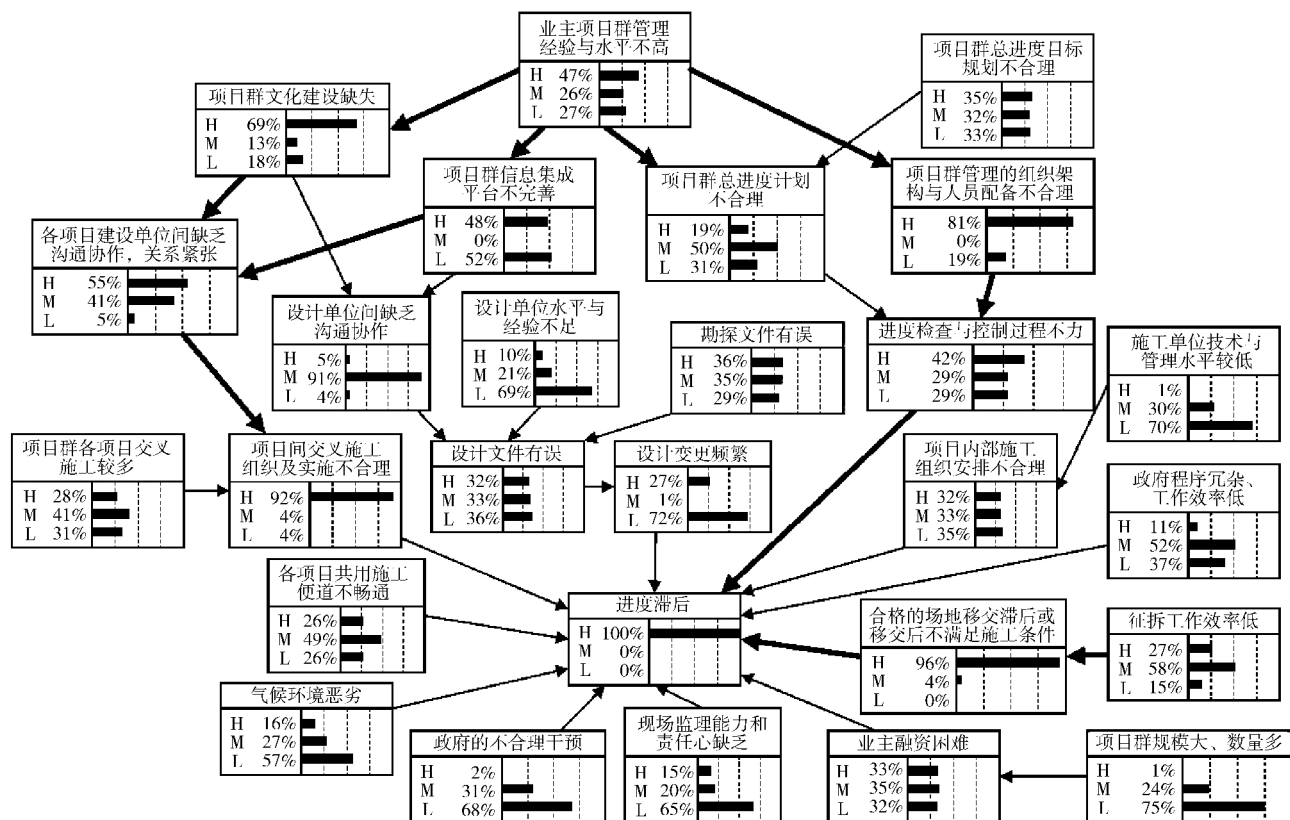 业主项目群管理
经验与水平不高
H 47%
M 26%
L 27%
项目群总进度目标
规划不合理
H 35%
M 32%
L 33%
项目群文化建设缺失
H 69%
M 13%
L 18%
项目群信息集成
平台不完善
H 48%
M 0%
L 52%
项目群总进度计划
不合理
H 19%
M 50%
L 31%
项目群管理的组织架
构与人员配备不合理
H 81%
M 0%
L 19%
各项目建设单位间缺乏
沟通协作，关系紧张
H 55%
M 41%
L 5%
设计单位间缺乏
沟通协作
H 5%
M 91%
L 4%
设计单位水平与
经验不足
H 10%
M 21%
L 69%
勘探文件有误
H 36%
M 35%
L 29%
进度检查与控制过程不力
H 42%
M 29%
L 29%
施工单位技术与
管理水平较低
H 1%
M 30%
L 70%
项目群各项目交叉
施工较多
H 28%
M 41%
L 31%
项目间交叉施工
组织及实施不合理
H 92%
M 4%
L 4%
设计文件有误
H 32%
M 33%
L 36%
设计变更频繁
H 27%
M 1%
L 72%
项目内部施工
组织安排不合理
H 32%
M 33%
L 35%
政府程序冗杂、
工作效率低
H 11%
M 52%
L 37%
各项目共用施工
便道不畅通
H 26%
M 49%
L 26%
进度滞后
H 100%
M 0%
L 0%
合格的场地移交滞后或
移交后不满足施工条件
H 96%
M 4%
L 0%
征拆工作效率低
H 27%
M 58%
L 15%
气候环境恶劣
H 16%
M 27%
L 57%
政府的不合理干预
H 2%
M 31%
L 68%
现场监理能力和
责任心缺乏
H 15%
M 20%
L 65%
业主融资困难
H 33%
M 35%
L 32%
项目群规模大、数量多
H 1%
M 24%
L 75%